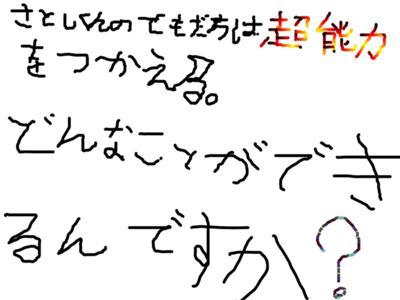 さとしくんのともだちは超能力
をつかえる。
どんなことができ
るんですか?